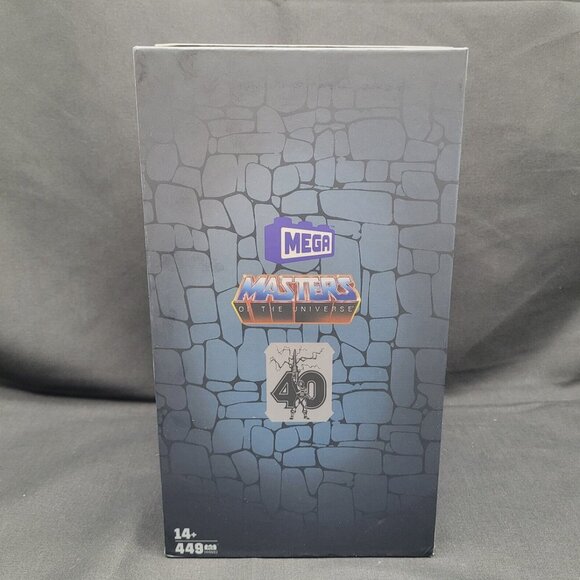 MEGA
MASTERS
OF THE UNIVERSE
40
14+
449